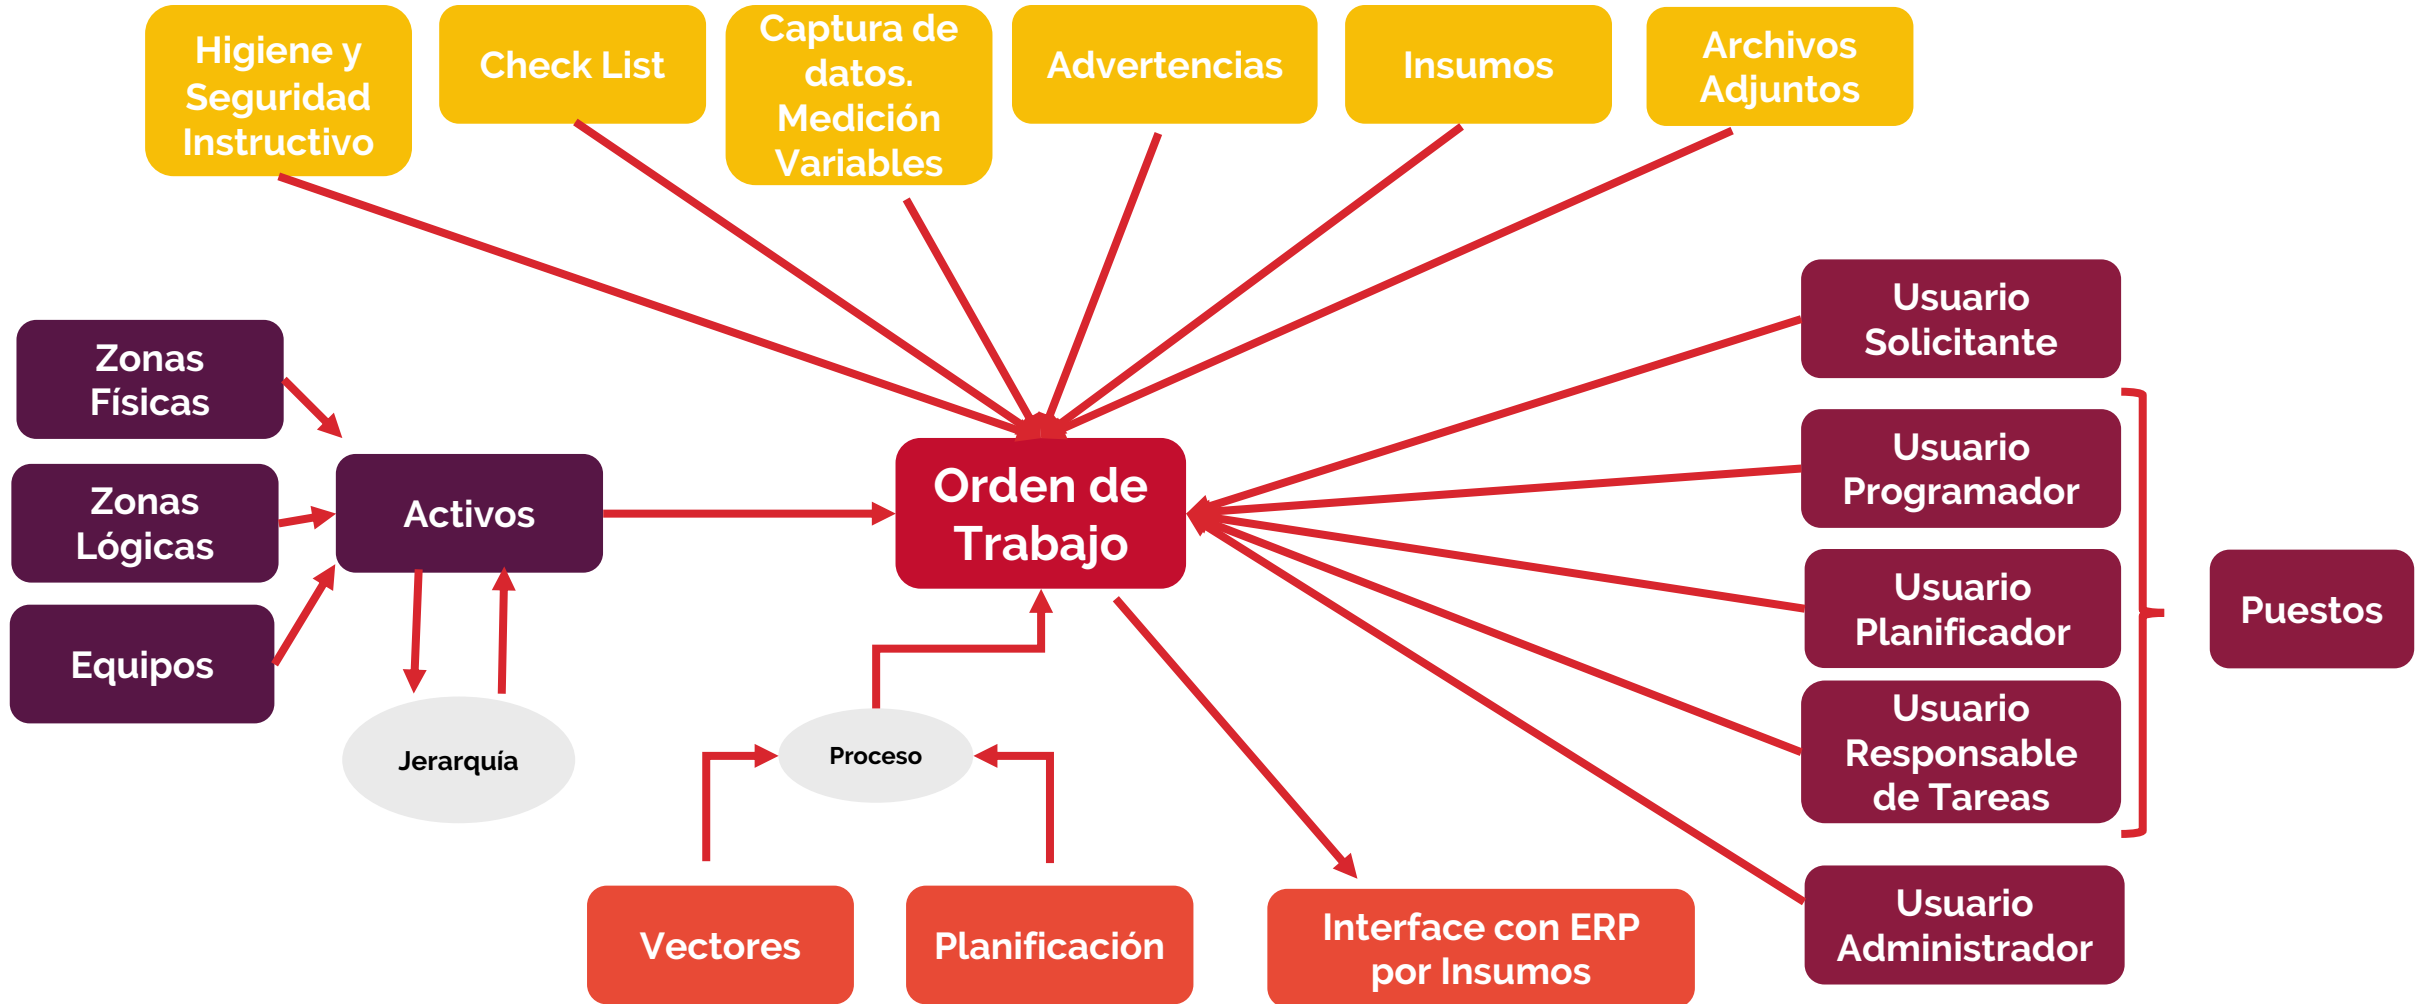 Higiene y
Seguridad
Instructivo
Check List
Captura de
datos.
Medición
Variables
Advertencias
Insumos
Archivos
Adjuntos
Zonas
Físicas
Zonas
Lógicas
Equipos
Activos
Jerarquía
Orden de
Trabajo
Proceso
Vectores
Planificación
Interface con ERP
por Insumos
Usuario
Solicitante
Usuario
Programador
Usuario
Planificador
Usuario
Responsable
de Tareas
Usuario
Administrador
Puestos